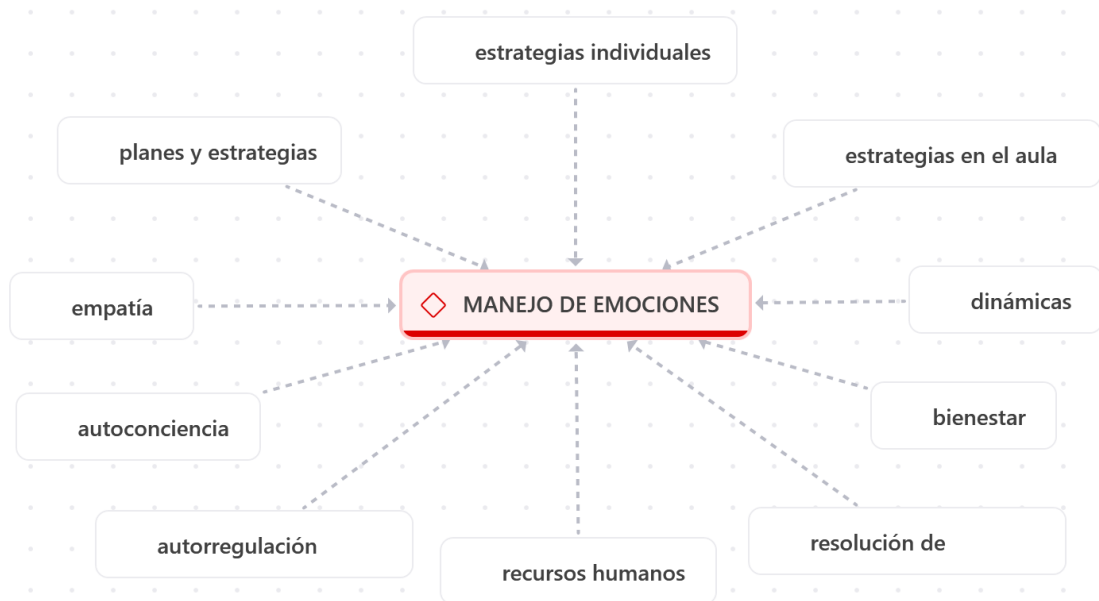 estrategias individuales
planes y estrategias
estrategias en el aula
empatía
MANEJO DE EMOCIONES
dinámicas
autoconciencia
bienestar
autorregulación
recursos humanos
resolución de